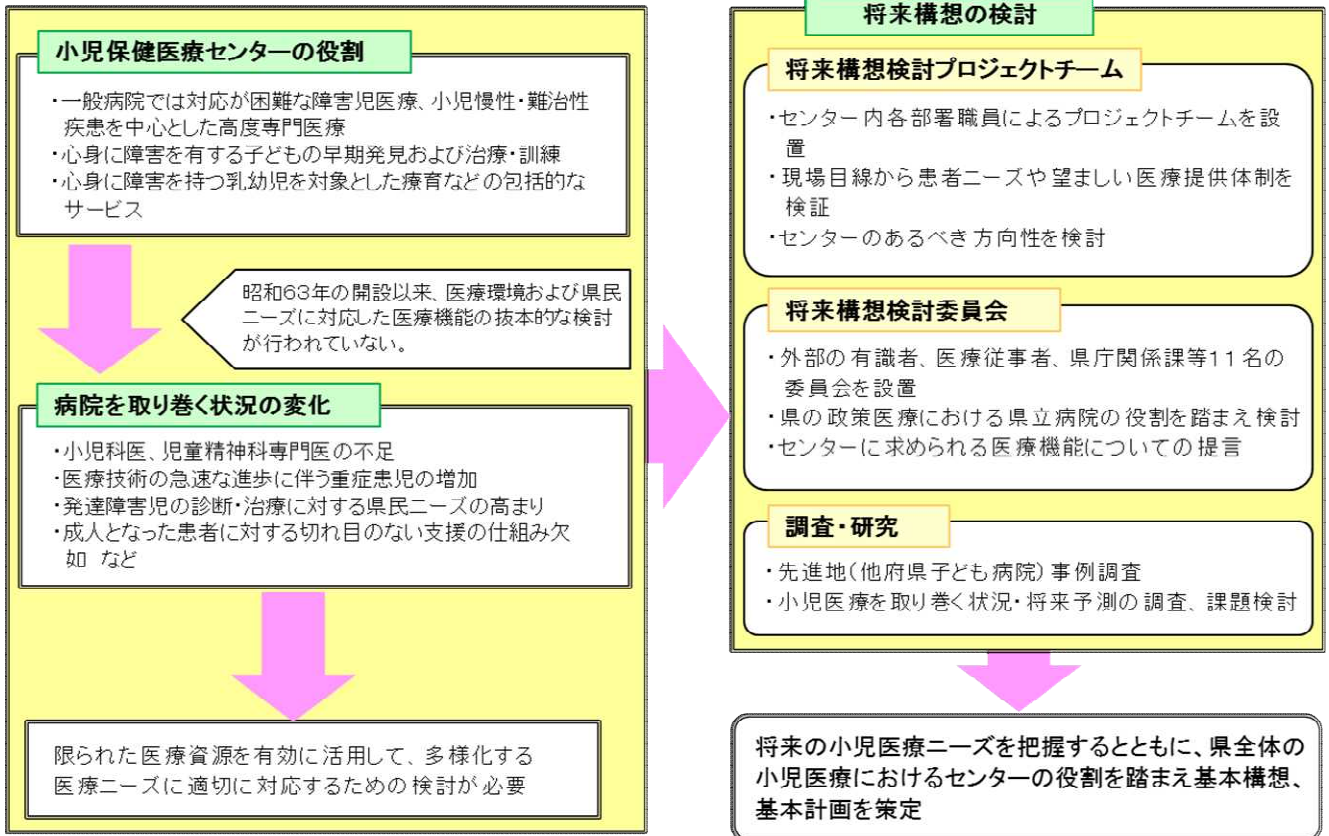 小児保健医療センターの役割
・一般病院では対応が困難な障害児医療、小児慢性・難治性
疾患を中心とした高度専門医療
・心身に障害を有する子どもの早期発見および治療・訓練
・心身に障害を持つ乳幼児を対象とした療育などの包括的な
サービス
昭和63年の開設以来、医療環境および県民
ニーズに対応した医療機能の抜本的な検討
が行われていない。
病院を取り巻く状況の変化
・小児科医、児童精神科専門医の不足
・医療技術の急速な進歩に伴う重症患児の増加
・発達障害児の診断・治療に対する県民ニーズの高まり
・成人となった患者に対する切れ目のない支援の仕組み欠
如 など
限られた医療資源を有効に活用して、多様化する
医療ニーズに適切に対応するための検討が必要
将来構想の検討
将来構想検討プロジェクトチーム
・センター内各部署職員によるプロジェクトチームを設
置
・現場目線から患者ニーズや望ましい医療提供体制を
検証
・センターのあるべき方向性を検討
将来構想検討委員会
・外部の有識者、医療従事者、県庁関係課等11名の
委員会を設置
・県の政策医療における県立病院の役割を踏まえ検討
・センターに求められる医療機能についての提言
調査・研究
・先進地(他府県子ども病院)事例調査
・小児医療を取り巻く状況・将来予測の調査、課題検討
将来の小児医療ニーズを把握するとともに、県全体の
小児医療におけるセンターの役割を踏まえ基本構想、
基本計画を策定